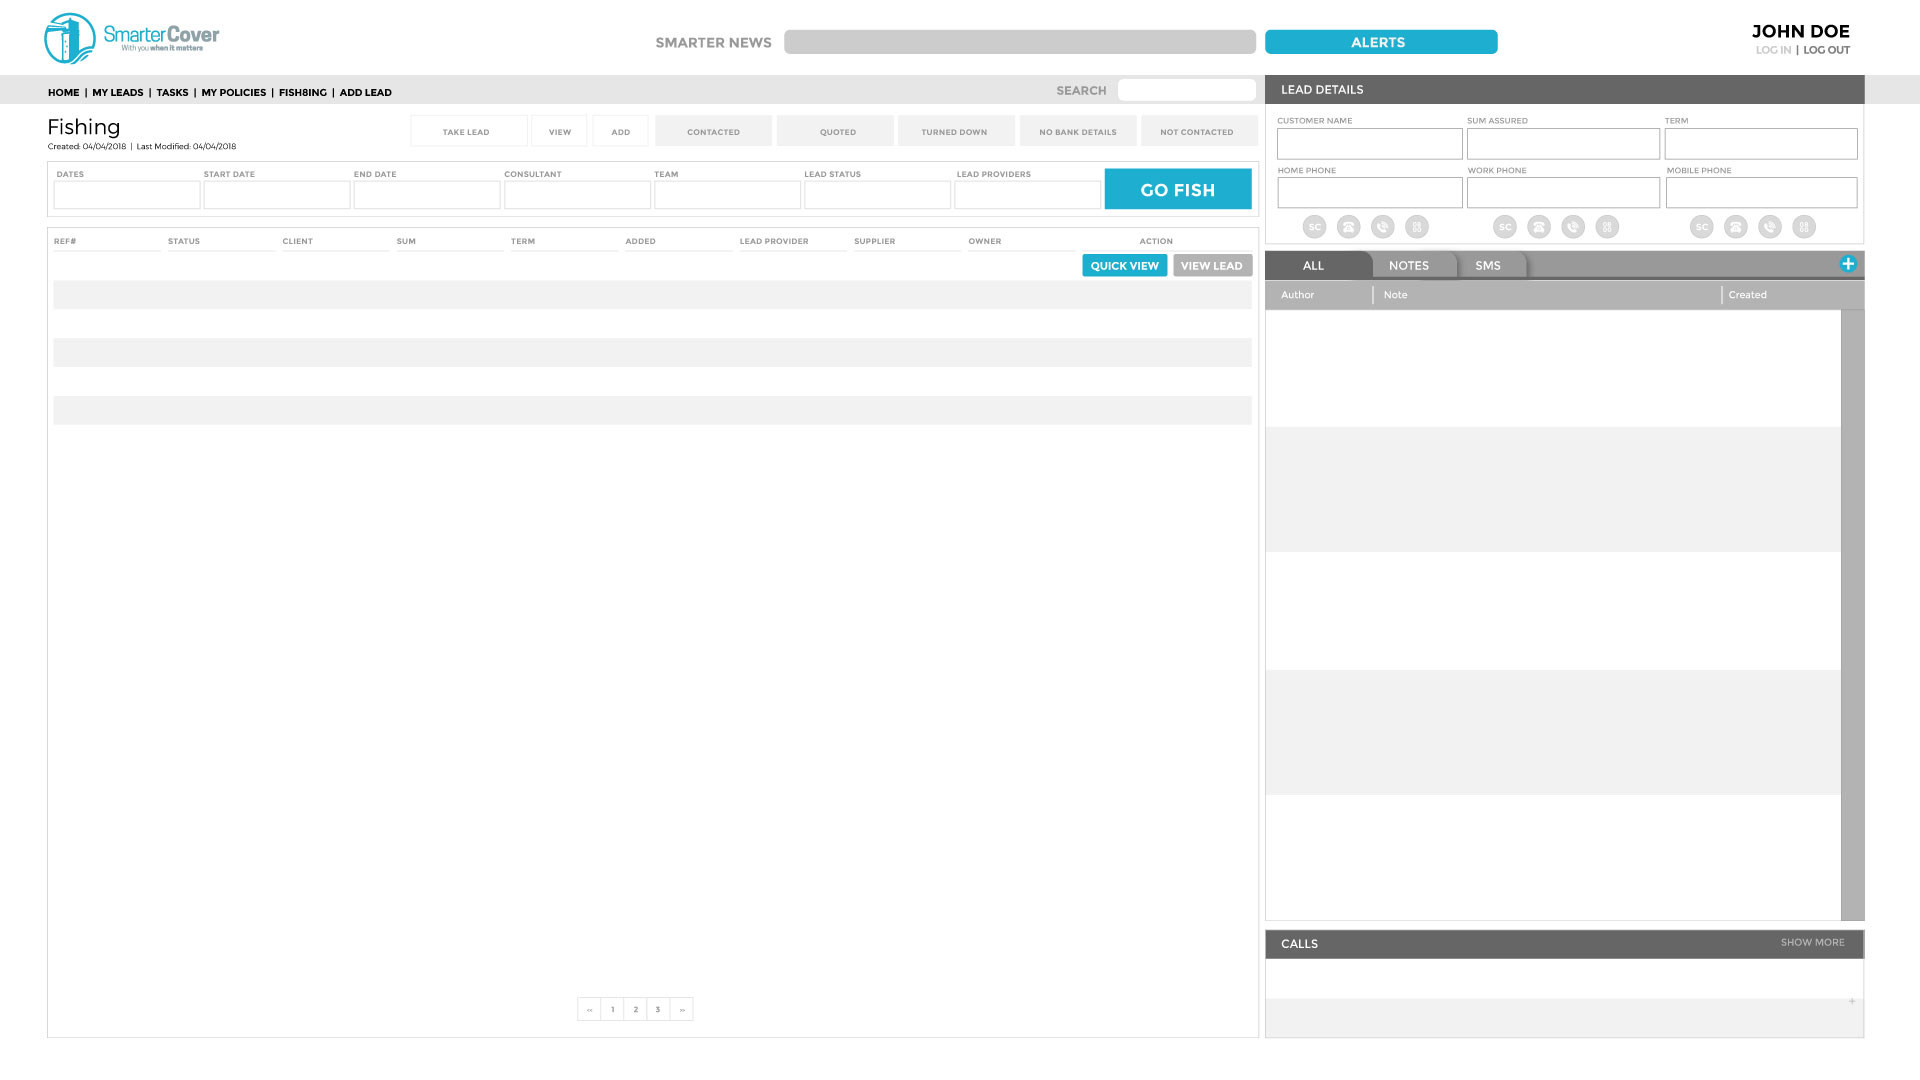 SmarterCover
With you when it matters
SMARTER NEWS
ALERTS
JOHN DOE
LOG IN | LOG OUT
HOME | MY LEADS | TASKS | MY POLICIES | FISH8ING | ADD LEAD
SEARCH
LEAD DETAILS
Fishing
Created: 04/04/2018 | Last Modified: 04/04/2018
TAKE LEAD
VIEW
ADD
CONTACTED
QUOTED
TURNED DOWN
NO BANK DETAILS
NOT CONTACTED
DATES
START DATE
END DATE
CONSULTANT
TEAM
LEAD STATUS
LEAD PROVIDERS
GO FISH
REF#
STATUS
CLIENT
SUM
TERM
ADDED
LEAD PROVIDER
SUPPLIER
OWNER
ACTION
QUICK VIEW
VIEW LEAD
<<
1
2
3
>>
CUSTOMER NAME
SUM ASSURED
TERM
HOME PHONE
WORK PHONE
MOBILE PHONE
SC
SC
SC
ALL
NOTES
SMS
+
Author
Note
Created
CALLS
SHOW MORE
+